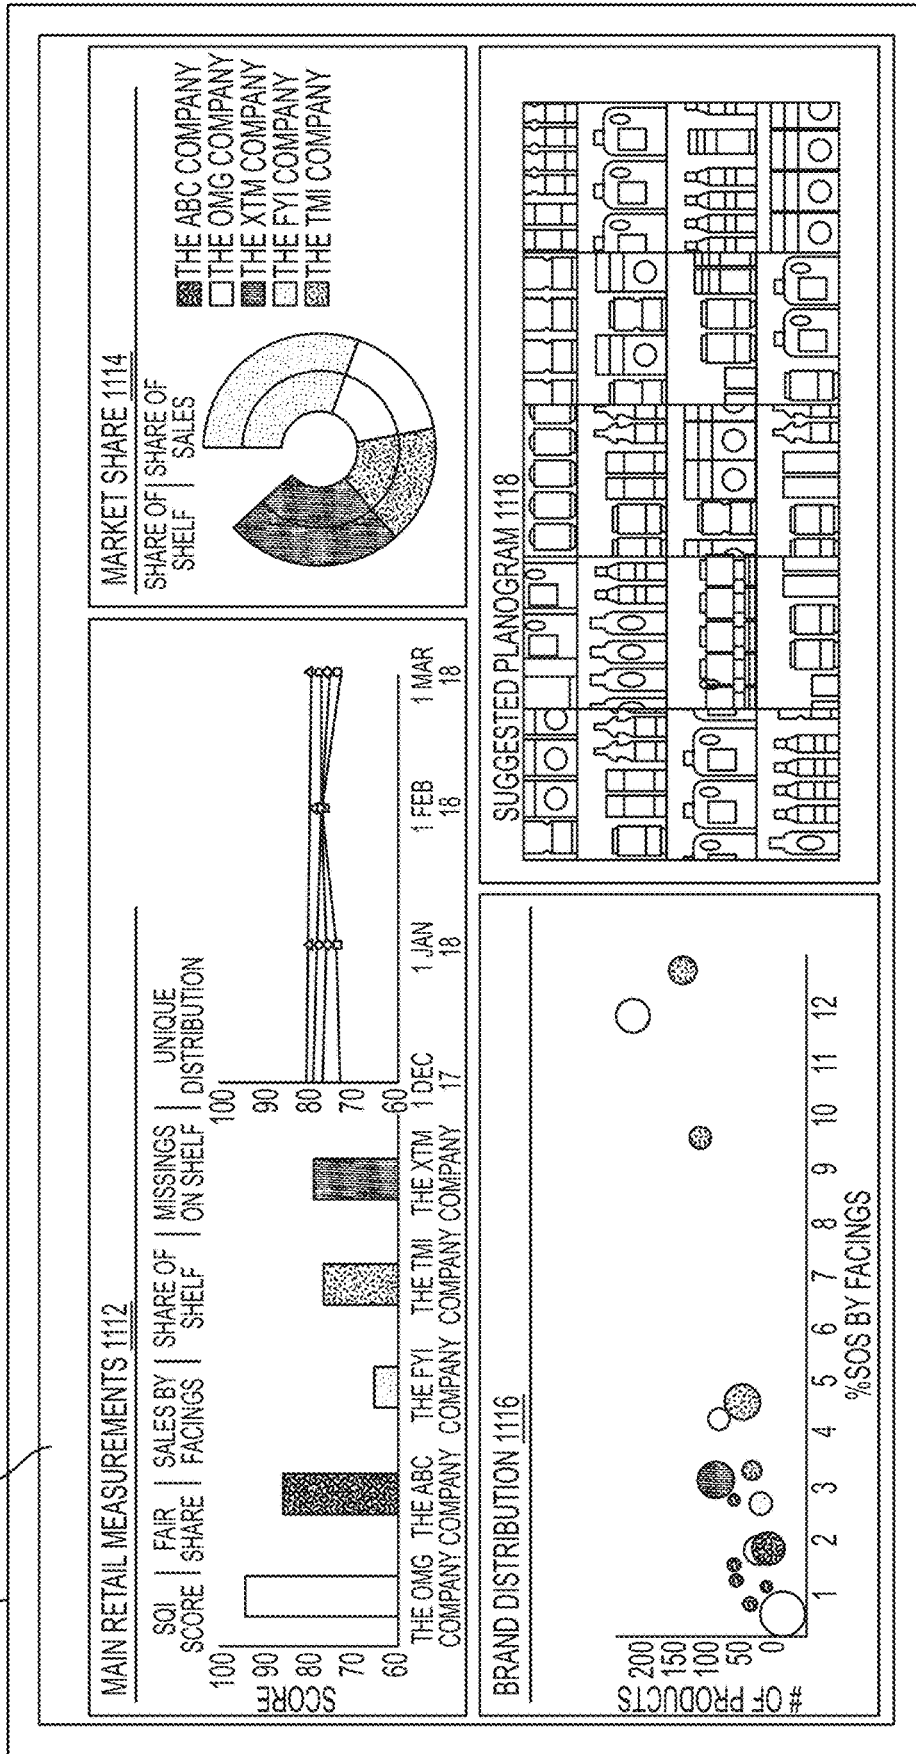 MAIN RETAIL MEASUREMENTS 1112
SQI | FAIR | SALES BY | SHARE OF | MISSINGS | UNIQUE
SCORE | SHARE | FACINGS | SHELF | ON SHELF | DISTRIBUTION
100
90
80
70
60
SCORE
THE OMG THE ABC THE FYI THE TMI THE XTM
COMPANY COMPANY COMPANY COMPANY COMPANY
100
90
80
70
60
1 DEC 1 JAN 1 FEB 1 MAR
17 18 18 18
MARKET SHARE 1114
SHARE OF | SHARE OF
SHELF | SALES
THE ABC COMPANY
THE OMG COMPANY
THE XTM COMPANY
THE FYI COMPANY
THE TMI COMPANY
BRAND DISTRIBUTION 1116
200
150
100
50
0
# OF PRODUCTS
1 2 3 4 5 6 7 8 9 10 11 12
%SOS BY FACINGS
SUGGESTED PLANOGRAM 1118